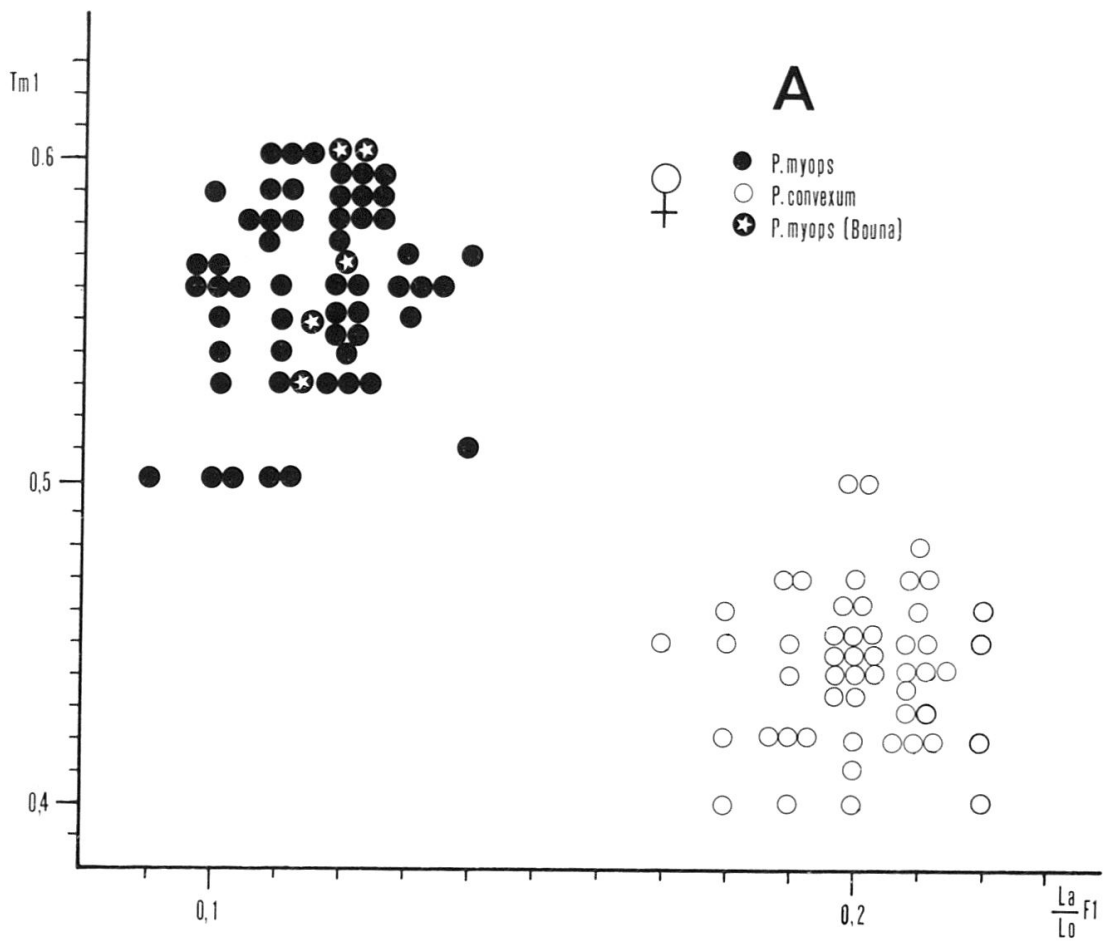 Tm1
A
0.6
♀
P.myops
P.convexum
P.myops (Bouna)
0,5
0,4
0,1
0,2
La
Lo
F1